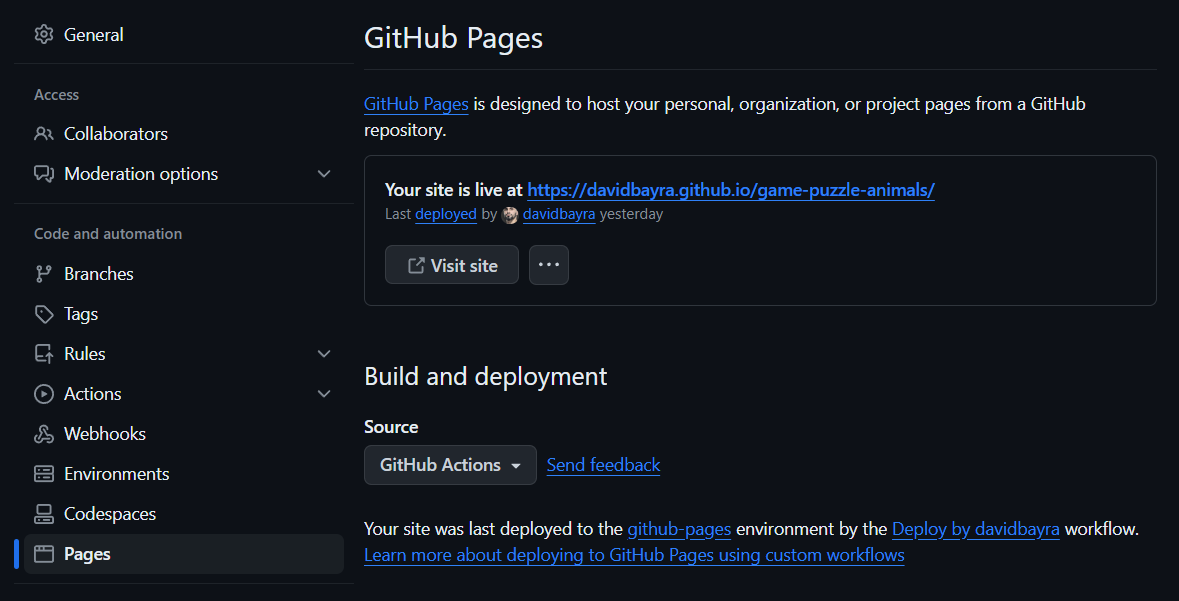 General
Access
Collaborators
Moderation options
Code and automation
Branches
Tags
Rules
Actions
Webhooks
Environments
Codespaces
Pages
GitHub Pages
GitHub Pages is designed to host your personal, organization, or project pages from a GitHub
repository.
Your site is live at https://davidbayra.github.io/game-puzzle-animals/
Last deployed by davidbayra yesterday
Visit site
Build and deployment
Source
GitHub Actions
Send feedback
Your site was last deployed to the github-pages environment by the Deploy by davidbayra workflow.
Learn more about deploying to GitHub Pages using custom workflows